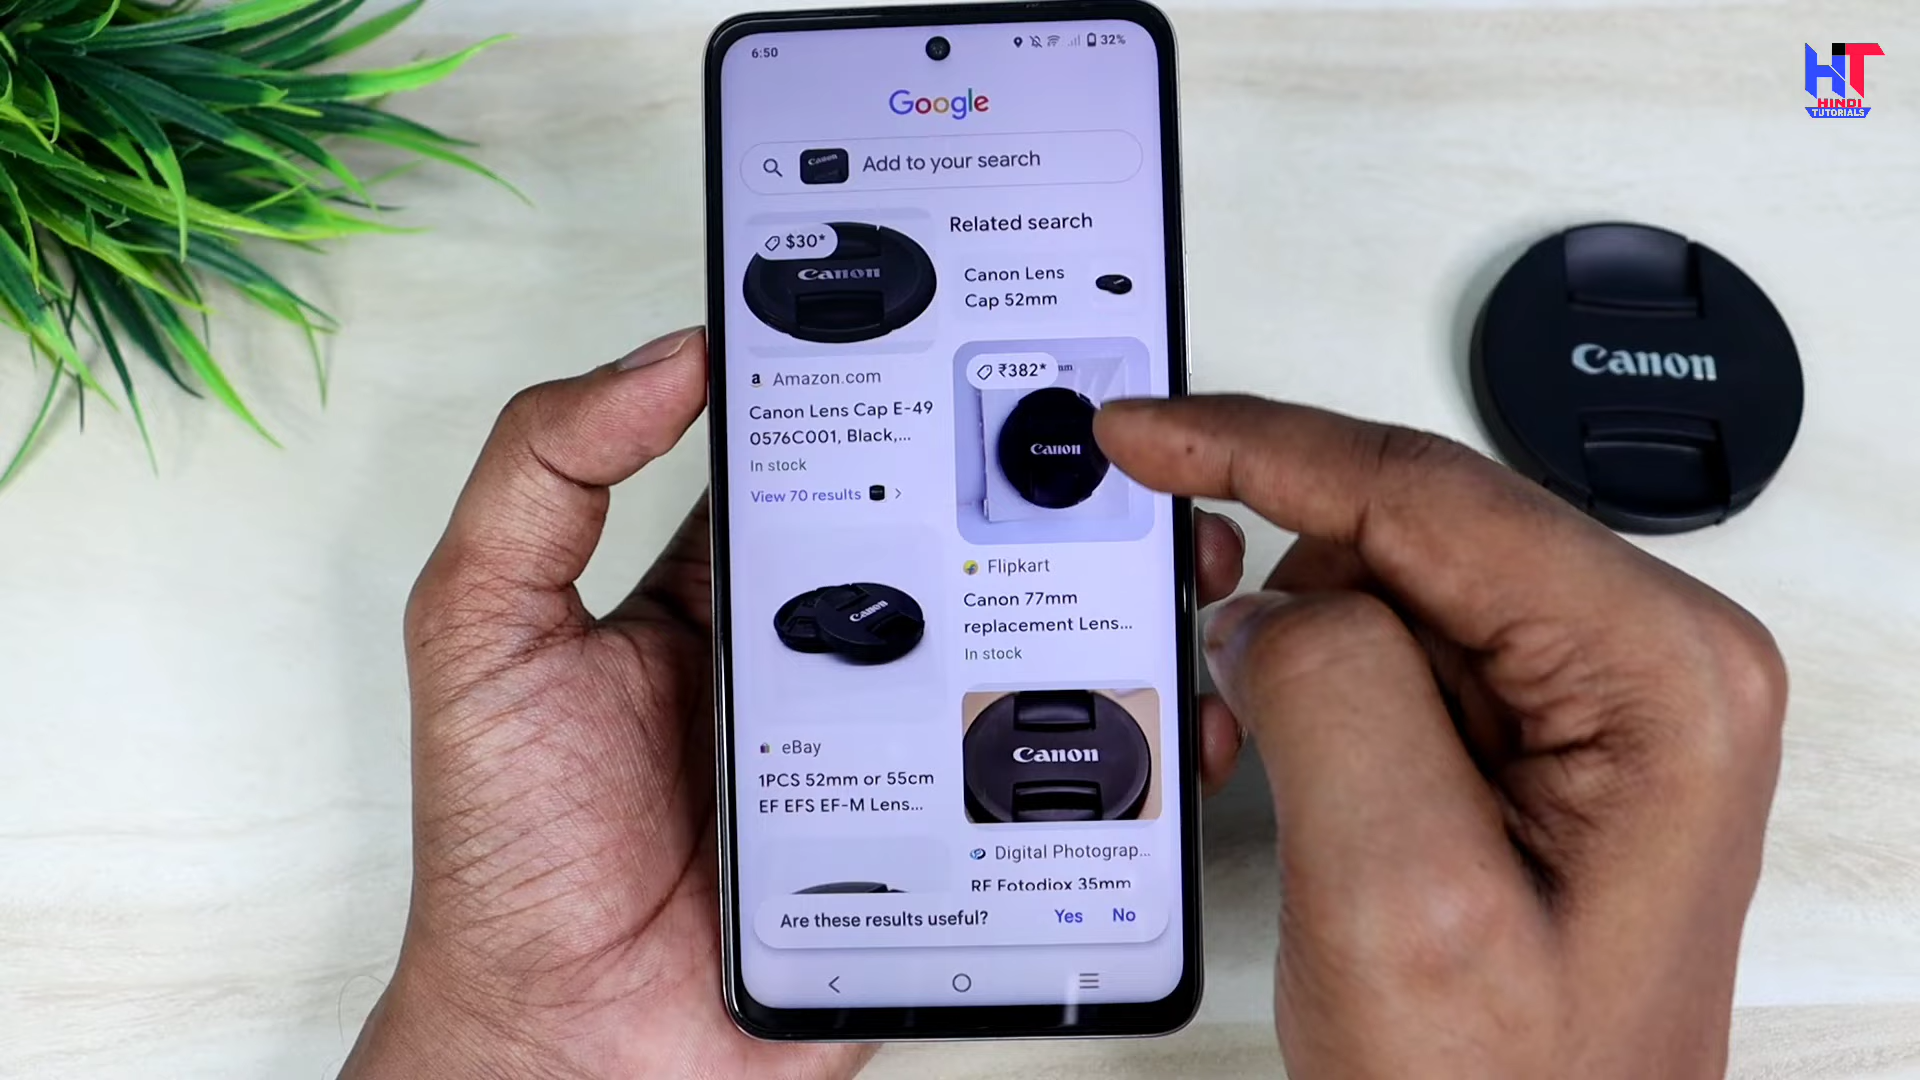 6:50
32%
Google
Canon
Add to your search
$30*
Canon
Amazon.com
Canon Lens Cap E-49
0576C001, Black,...
In stock
View 70 results
Canon
eBay
1PCS 52mm or 55cm
EF EFS EF-M Lens...
Related search
Canon Lens
Cap 52mm
₹382*
mm
Canon
Flipkart
Canon 77mm
replacement Lens...
In stock
Canon
Digital Photograp...
RF Fotodiox 35mm
Are these results useful?
Yes
No
Canon
HT
HINDI
TUTORIALS